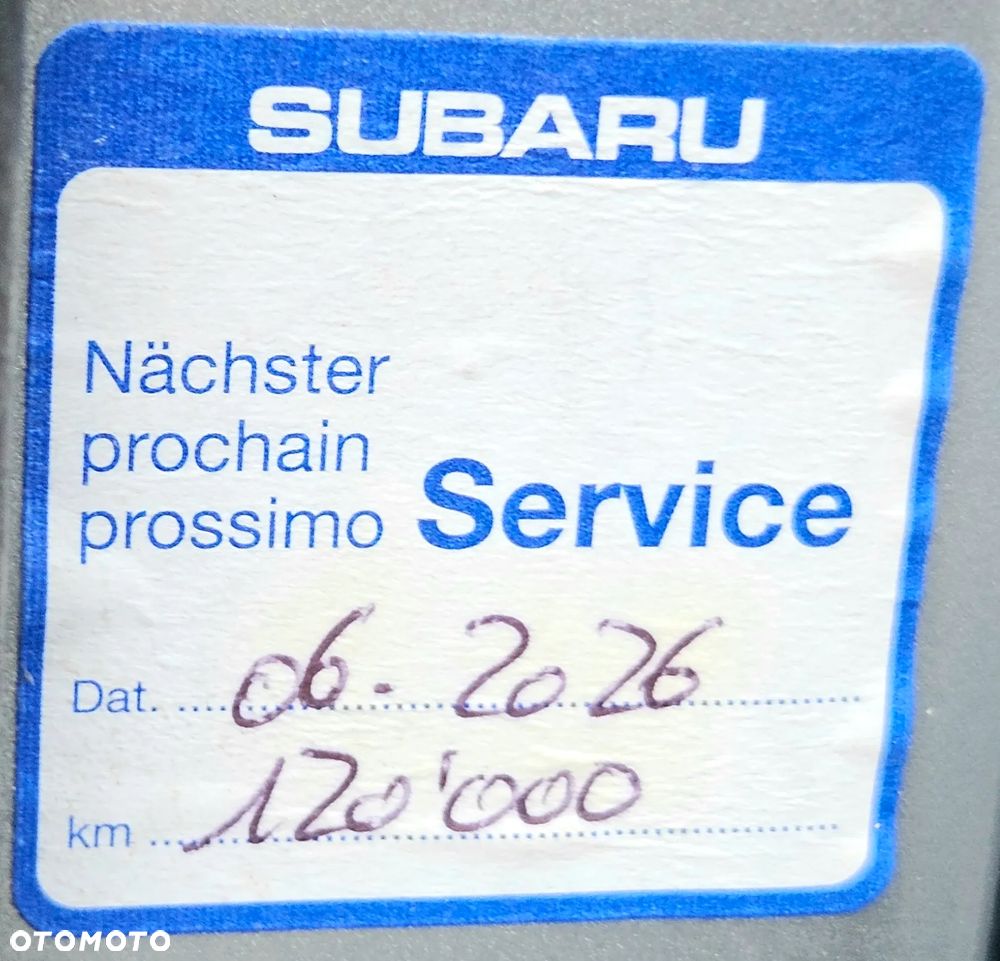 SUBARU
Nächster
prochain
prossimo Service
Dat. 06. 2026
km 120'000
OTOMOTO